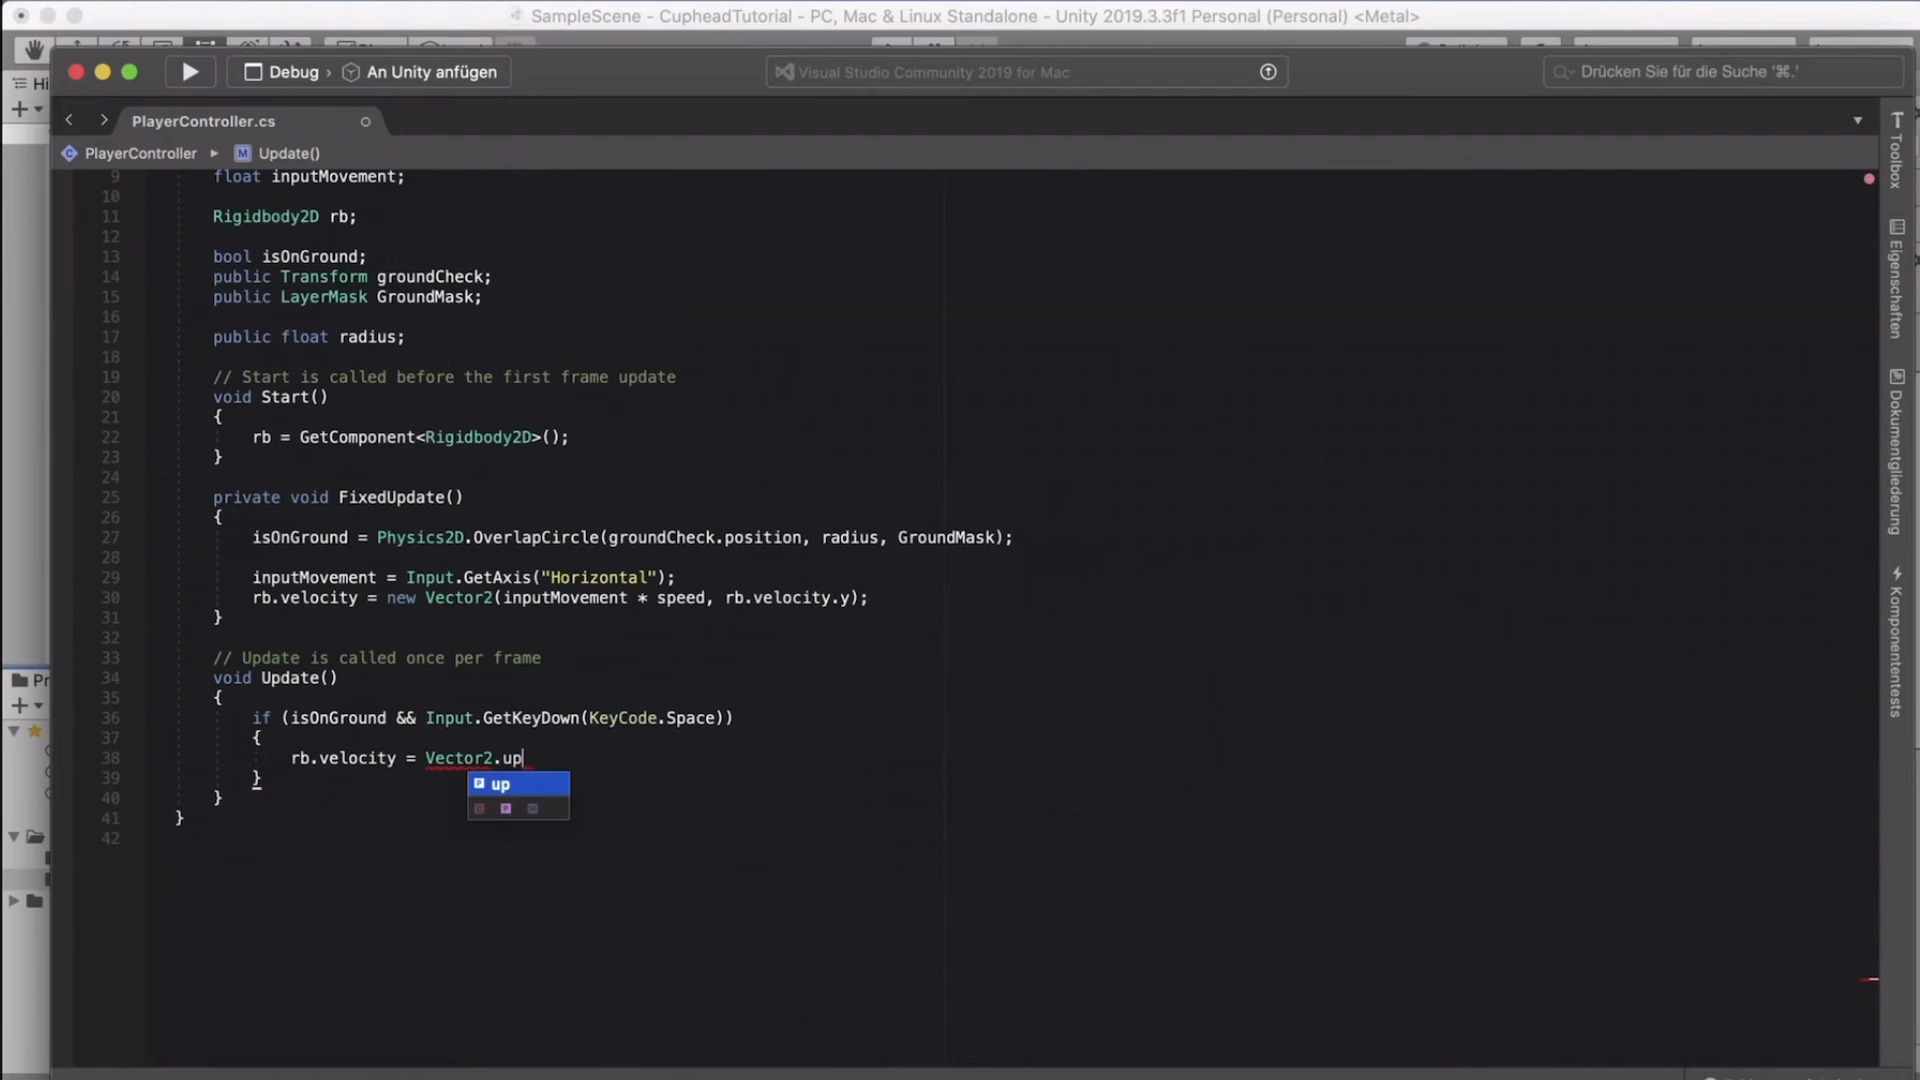 SampleScene - CupheadTutorial - PC, Mac & Linux Standalone - Unity 2019.3.3f1 Personal (Personal) <Metal>
Debug › An Unity anfügen
Visual Studio Community 2019 for Mac
Drücken Sie für die Suche '⌘.'
Hi
PlayerController.cs
PlayerController ▸ M Update()
9 float inputMovement;
10
11 Rigidbody2D rb;
12
13 bool isOnGround;
14 public Transform groundCheck;
15 public LayerMask GroundMask;
16
17 public float radius;
18
19 // Start is called before the first frame update
20 void Start()
21 {
22 rb = GetComponent<Rigidbody2D>();
23 }
24
25 private void FixedUpdate()
26 {
27 isOnGround = Physics2D.OverlapCircle(groundCheck.position, radius, GroundMask);
28
29 inputMovement = Input.GetAxis("Horizontal");
30 rb.velocity = new Vector2(inputMovement * speed, rb.velocity.y);
31 }
32
33 // Update is called once per frame
34 void Update()
35 {
36 if (isOnGround && Input.GetKeyDown(KeyCode.Space))
37 {
38 rb.velocity = Vector2.up
39 }
40 }
41 }
42
P up
C P M
Pr
Toolbox
Eigenschaften
Dokumentgliederung
Komponententests